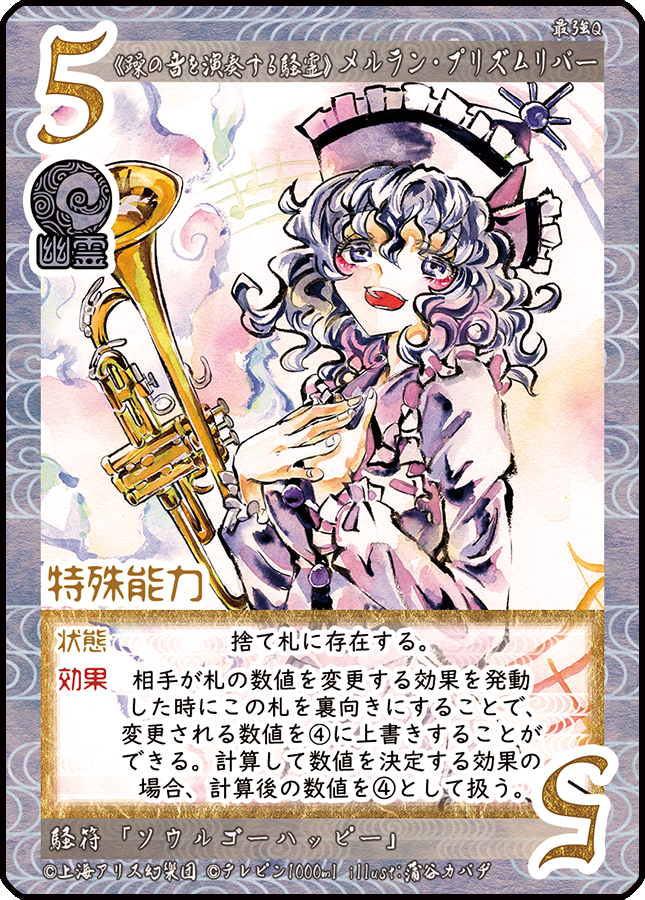 最強Q
5
《躁の音を演奏する騒霊》メルラン・プリズムリバー
幽霊
特殊能力
状態 捨て札に存在する。
効果 相手が札の数値を変更する効果を発動
した時にこの札を裏向きにすることで、
変更される数値を④に上書きすることが
できる。計算して数値を決定する効果の
場合、計算後の数値を④として扱う。
5
騒符「ソウルゴーハッピー」
©上海アリス幻樂団 ©テレピン1000ml illust:蒲谷カバヂ